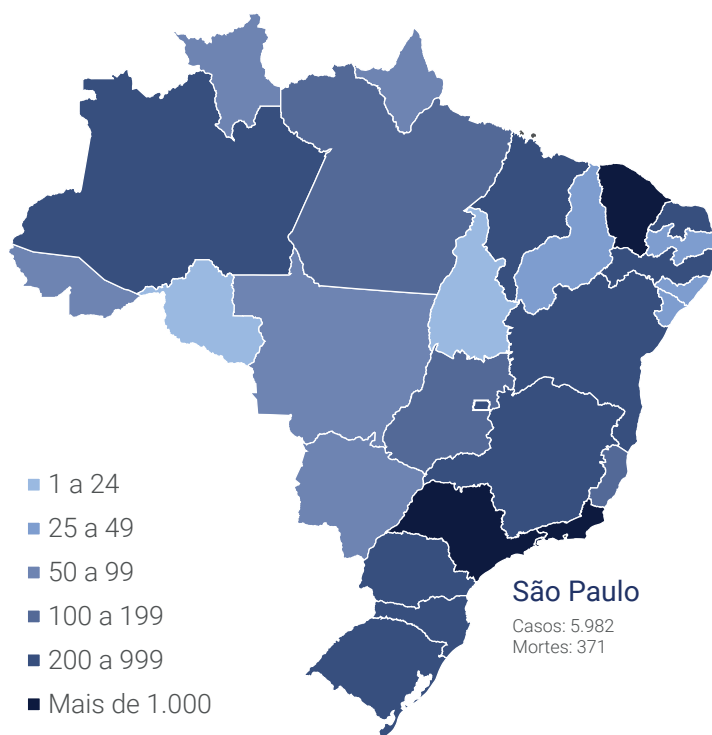 1 a 24
25 a 49
50 a 99
100 a 199
200 a 999
Mais de 1.000
São Paulo
Casos: 5.982
Mortes: 371